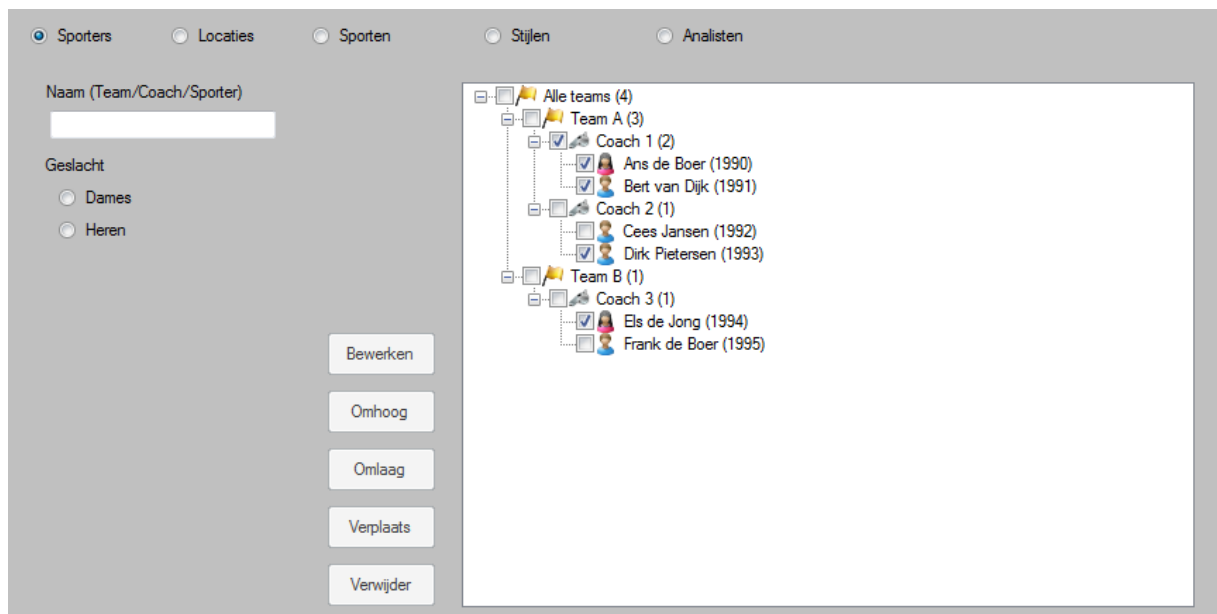 Sporters Locaties Sporten Stijlen Analisten
Naam (Team/Coach/Sporter)
Geslacht
Dames
Heren
Bewerken
Omhoog
Omlaag
Verplaats
Verwijder
Alle teams (4)
Team A (3)
Coach 1 (2)
Ans de Boer (1990)
Bert van Dijk (1991)
Coach 2 (1)
Cees Jansen (1992)
Dirk Pietersen (1993)
Team B (1)
Coach 3 (1)
Els de Jong (1994)
Frank de Boer (1995)